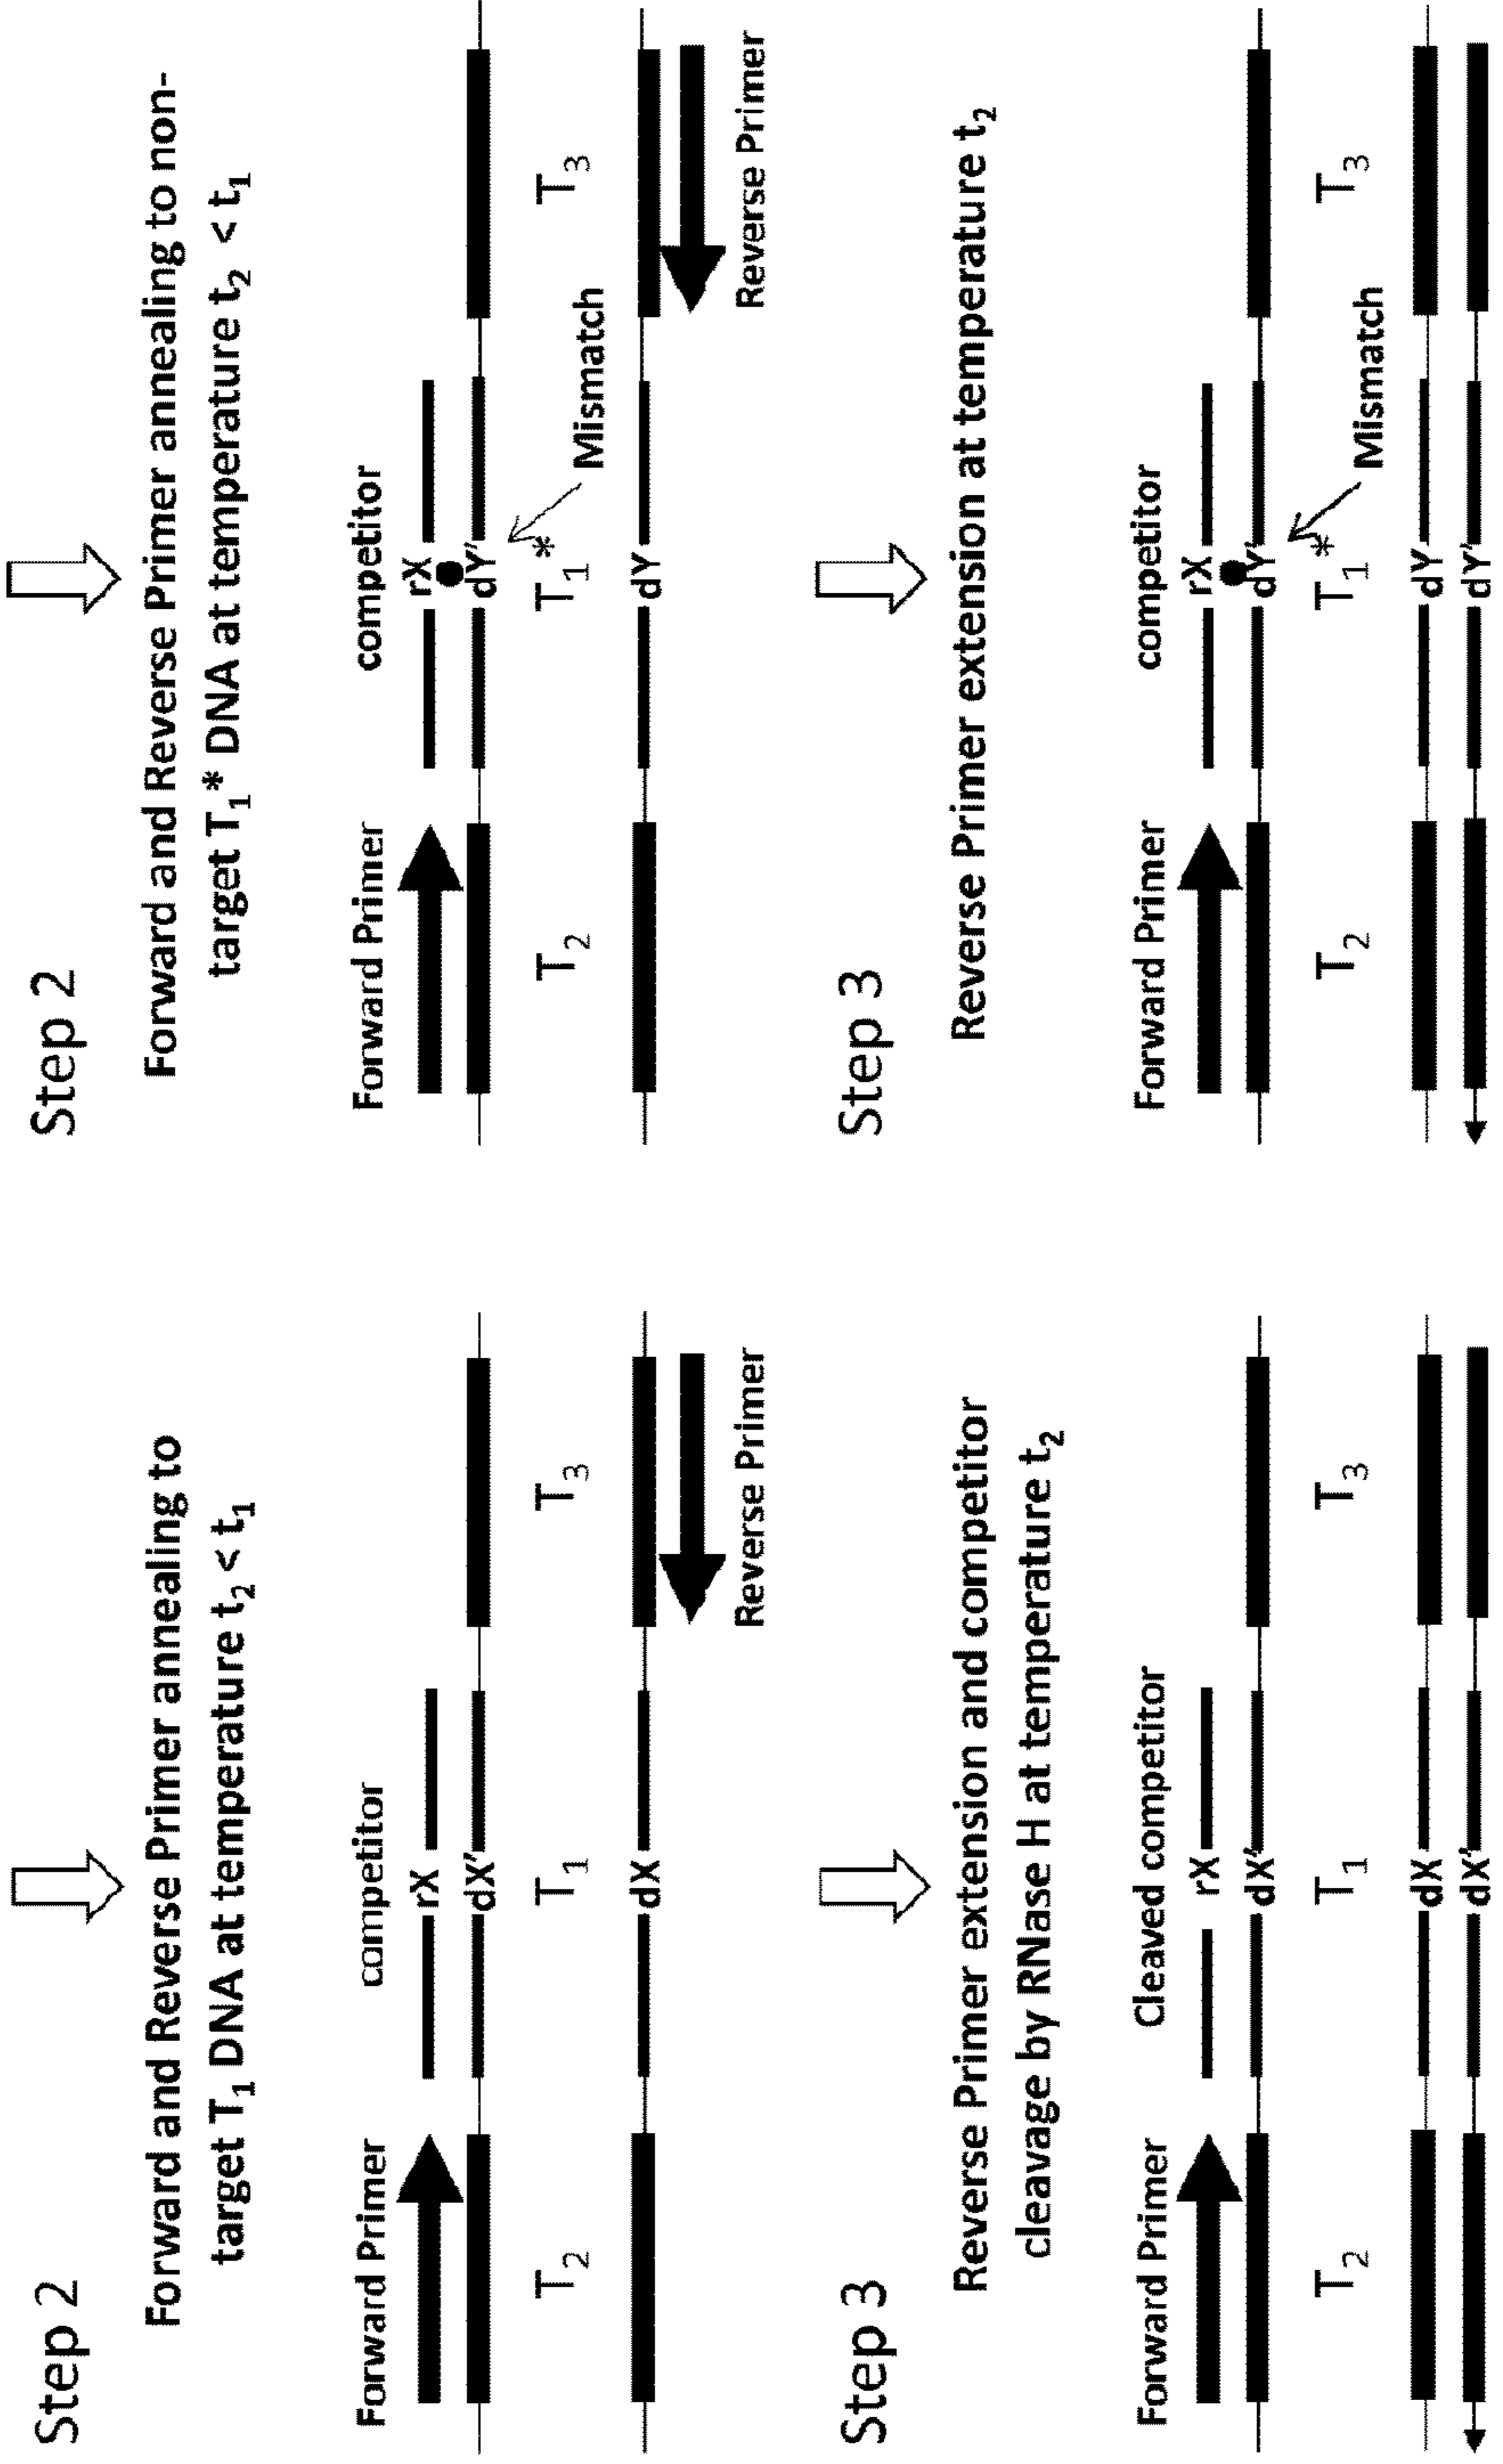 Step 2
Forward and Reverse Primer annealing to
target T₁ DNA at temperature t₂ < t₁
Forward Primer
competitor
rX
dX'
T₂
T₁
T₃
dX
Reverse Primer
Step 3
Reverse Primer extension and competitor
cleavage by RNase H at temperature t₂
Forward Primer
Cleaved competitor
rX
dX'
T₂
T₁
T₃
dX
dX'
Step 2
Forward and Reverse Primer annealing to non-
target T₁* DNA at temperature t₂ < t₁
Forward Primer
competitor
rX
dY'
T₂
T₁*
Mismatch
T₃
dY
Reverse Primer
Step 3
Reverse Primer extension at temperature t₂
Forward Primer
competitor
rX
dY'
T₂
T₁*
Mismatch
T₃
dY
dY'